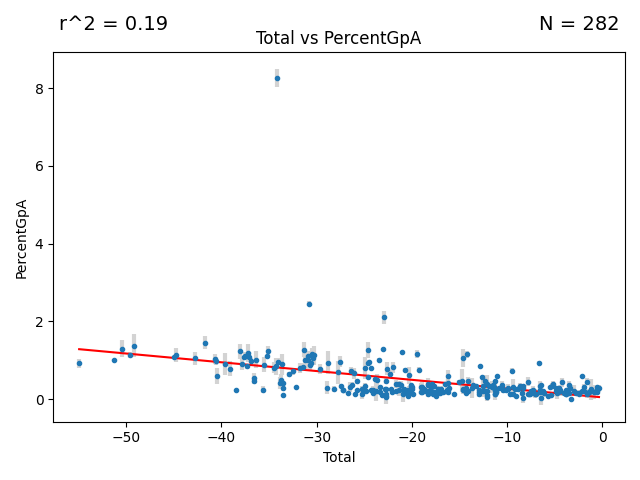 r^2 = 0.19
N = 282
Total vs PercentGpA
PercentGpA
8
6
4
2
0
−50
−40
−30
−20
−10
0
Total